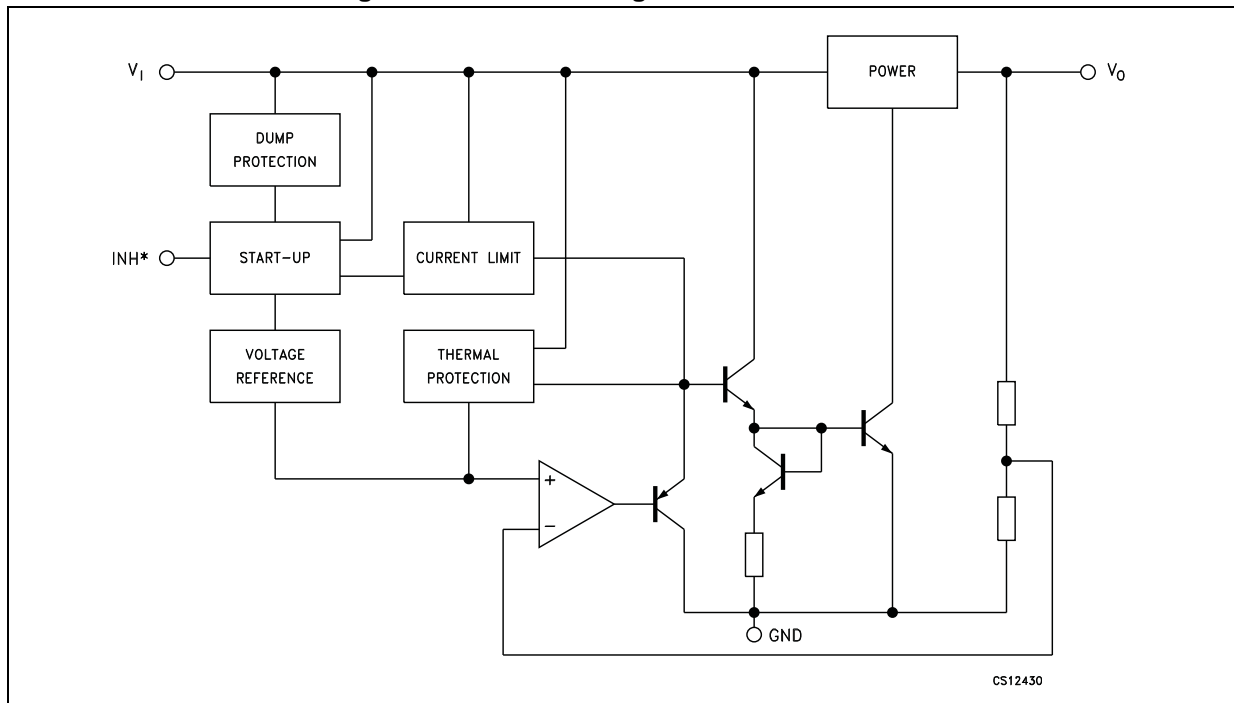 V_I
POWER
V_O
DUMP
PROTECTION
INH*
START-UP
CURRENT LIMIT
VOLTAGE
REFERENCE
THERMAL
PROTECTION
+
−
GND
CS12430